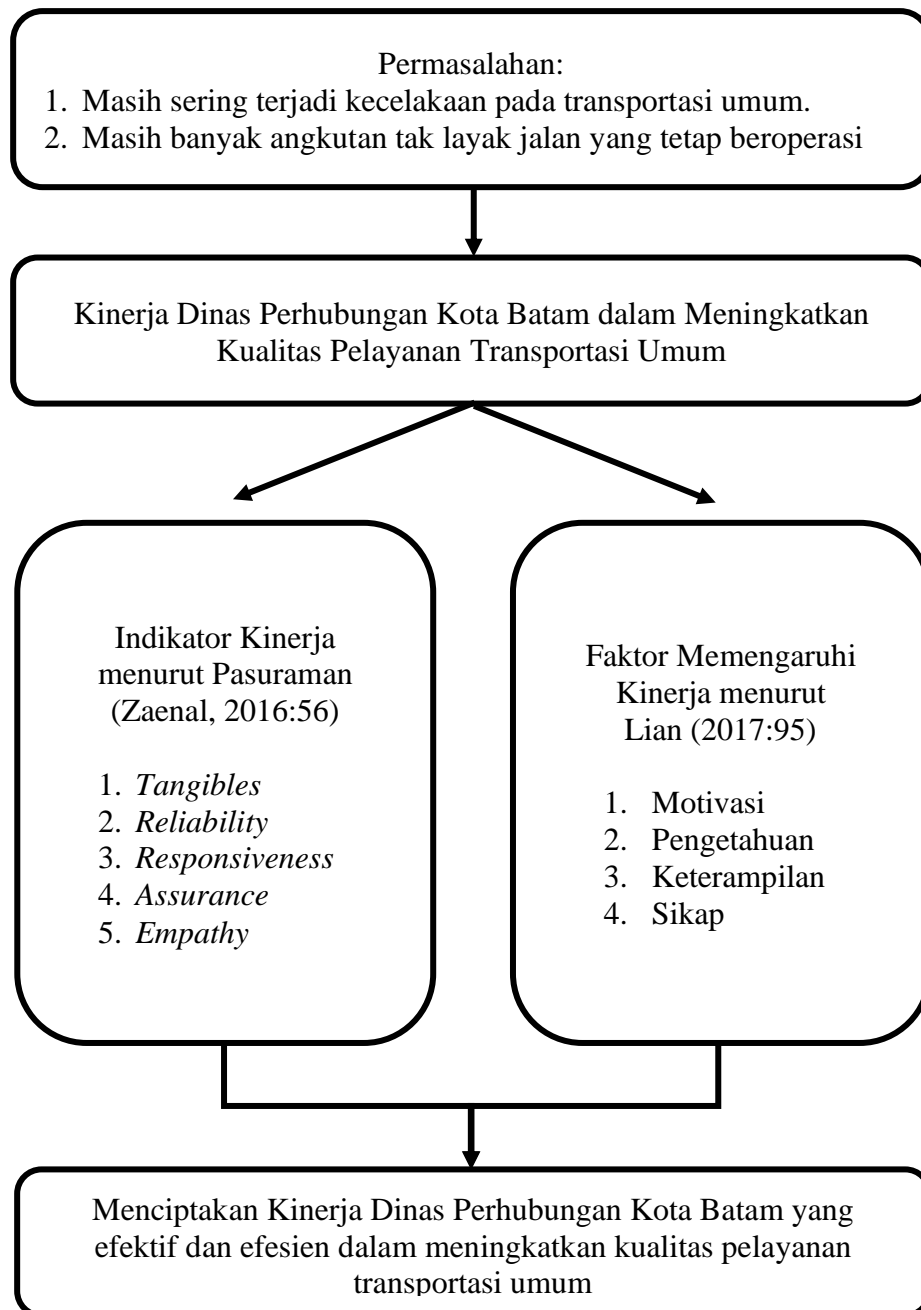 Permasalahan:
1. Masih sering terjadi kecelakaan pada transportasi umum.
2. Masih banyak angkutan tak layak jalan yang tetap beroperasi
Kinerja Dinas Perhubungan Kota Batam dalam Meningkatkan
Kualitas Pelayanan Transportasi Umum
Indikator Kinerja
menurut Pasuraman
(Zaenal, 2016:56)
1. Tangibles
2. Reliability
3. Responsiveness
4. Assurance
5. Empathy
Faktor Memengaruhi
Kinerja menurut
Lian (2017:95)
1. Motivasi
2. Pengetahuan
3. Keterampilan
4. Sikap
Menciptakan Kinerja Dinas Perhubungan Kota Batam yang
efektif dan efesien dalam meningkatkan kualitas pelayanan
transportasi umum